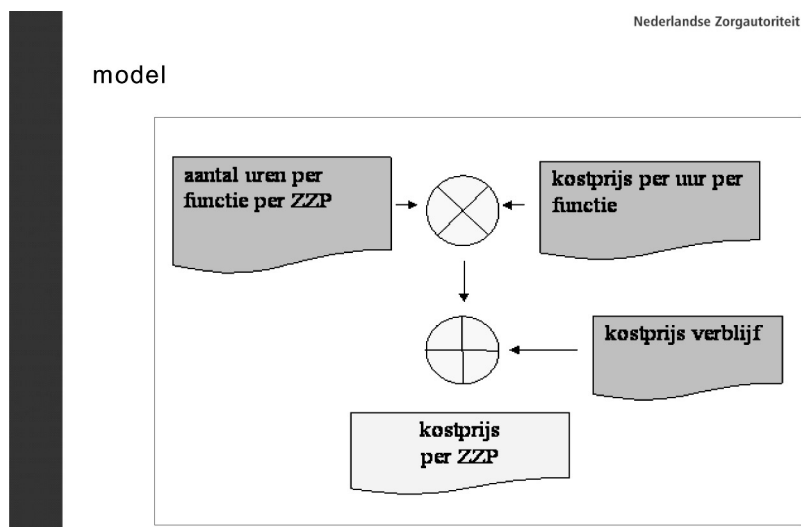 Nederlandse Zorgautoriteit
model
aantal uren per
functie per ZZP
kostprijs per uur per
functie
kostprijs verblijf
kostprijs
per ZZP